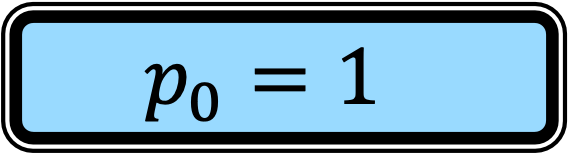 p₀ = 1